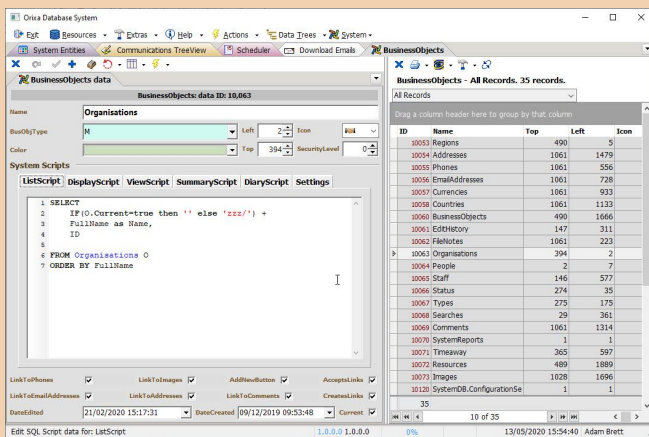 Orixa Database System
Exit Resources Extras Help Actions Data Trees System
System Entities Communications TreeView Scheduler Download Emails BusinessObjects
BusinessObjects data
BusinessObjects: data ID: 10,063
Name Organisations
BusObjType M Left 2 Icon
Color Top 394 SecurityLevel 0
System Scripts
ListScript DisplayScript ViewScript SummaryScript DiaryScript Settings
1 SELECT
2 IF(O.Current=true then '' else 'zzz/') +
3 FullName as Name,
4 ID
5
6 FROM Organisations O
7 ORDER BY FullName
LinkToPhones LinkToImages AddNewButton AcceptsLinks
LinkToEmailAddresses LinkToAddresses LinkToComments CreatesLinks
DateEdited 21/02/2020 15:17:31 DateCreated 09/12/2019 09:53:48 Current
BusinessObjects - All Records. 35 records.
All Records
Drag a column header here to group by that column
ID Name Top Left Icon
10053 Regions 490 5
10054 Addresses 1061 1479
10055 Phones 1061 556
10056 EmailAddresses 1061 728
10057 Currencies 1061 933
10058 Countries 1061 1133
10060 BusinessObjects 490 1666
10061 EditHistory 147 311
10062 FileNotes 1061 223
10063 Organisations 394 2
10064 People 2 7
10065 Staff 146 577
10066 Status 274 35
10067 Types 275 175
10068 Searches 29 361
10069 Comments 1061 1314
10070 SystemReports 1 1
10071 Timeaway 365 597
10072 Resources 489 1889
10073 Images 1028 1696
10120 SystemDB.ConfigurationSe 1 1
35
10 of 35
Edit SQL Script data for: ListScript 1.0.0.0 1.0.0.0 0% 13/05/2020 15:54:40 Adam Brett